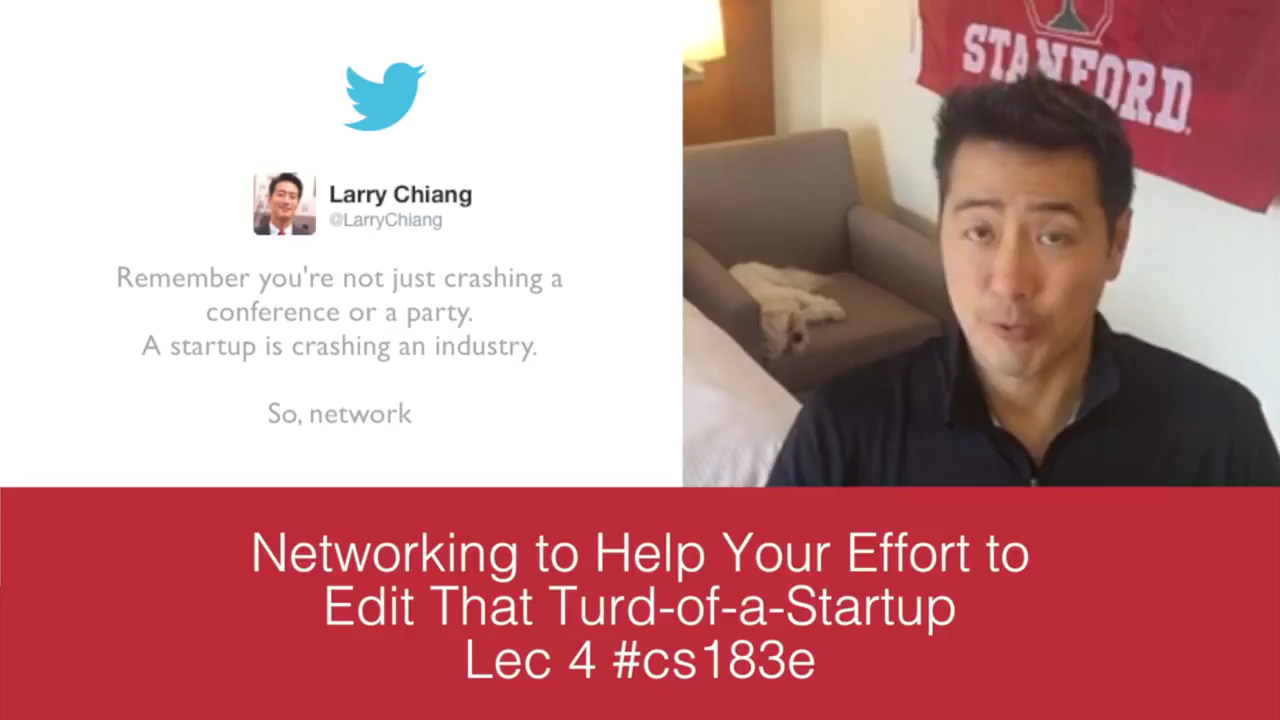 STANFORD
Larry Chiang
@LarryChiang
Remember you're not just crashing a
conference or a party.
A startup is crashing an industry.
So, network
Networking to Help Your Effort to
Edit That Turd-of-a-Startup
Lec 4 #cs183e